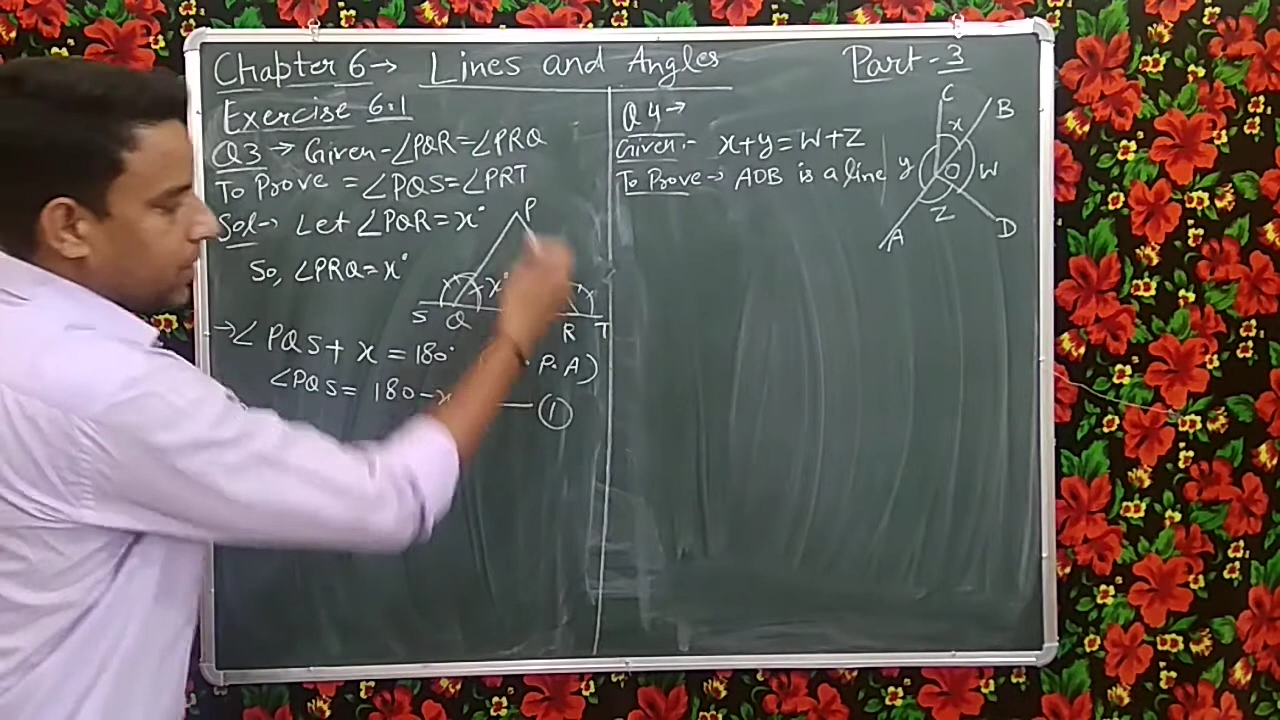 Chapter 6→ Lines and Angles
Part-3
Exercise 6.1
Q3 → Given-∠PQR=∠PRQ
To Prove =∠PQS=∠PRT
Sol→ Let ∠PQR=x°
So, ∠PRQ=x°
P
x°
S Q R T
→∠PQS+x=180°
P.A)
∠PQS=180-x
①
Q4→
Given:- x+y=W+Z
To Prove→ AOB is a line
C
B
x
y
O
W
Z
A
D